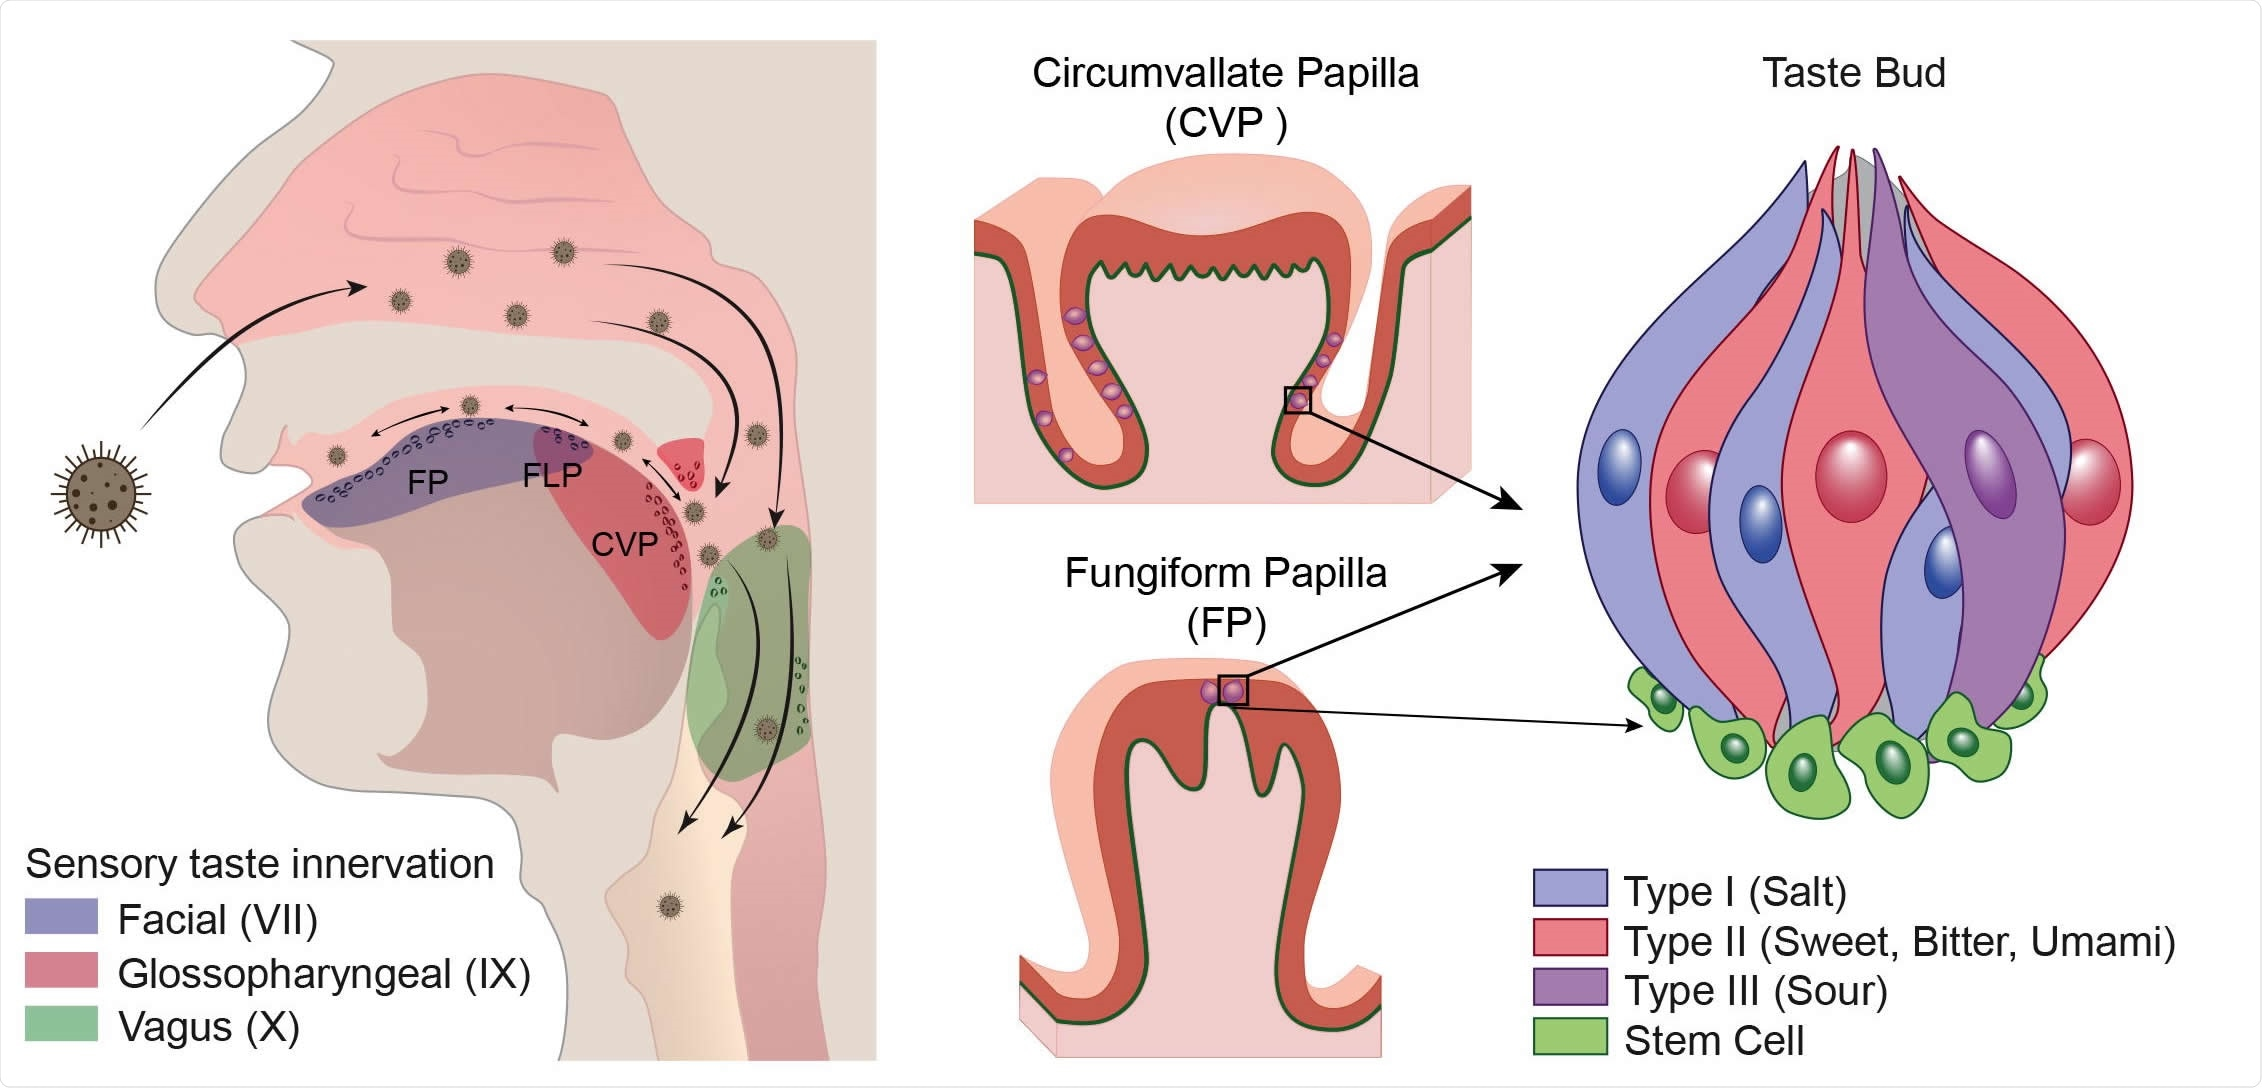 FP
FLP
CVP
Sensory taste innervation
Facial (VII)
Glossopharyngeal (IX)
Vagus (X)
Circumvallate Papilla
(CVP )
Fungiform Papilla
(FP)
Taste Bud
Type I (Salt)
Type II (Sweet, Bitter, Umami)
Type III (Sour)
Stem Cell